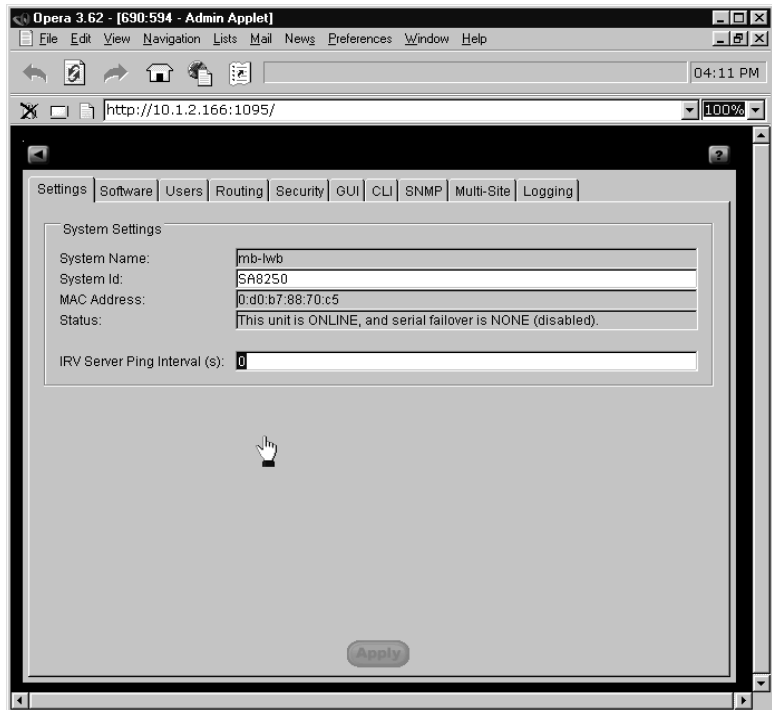 Opera 3.62 - [690:594 - Admin Applet]
File Edit View Navigation Lists Mail News Preferences Window Help
04:11 PM
http://10.1.2.166:1095/ 100%
?
Settings Software Users Routing Security GUI CLI SNMP Multi-Site Logging
System Settings
System Name: mb-lwb
System Id: SA8250
MAC Address: 0:d0:b7:88:70:c5
Status: This unit is ONLINE, and serial failover is NONE (disabled).
IRV Server Ping Interval (s): 0
Apply